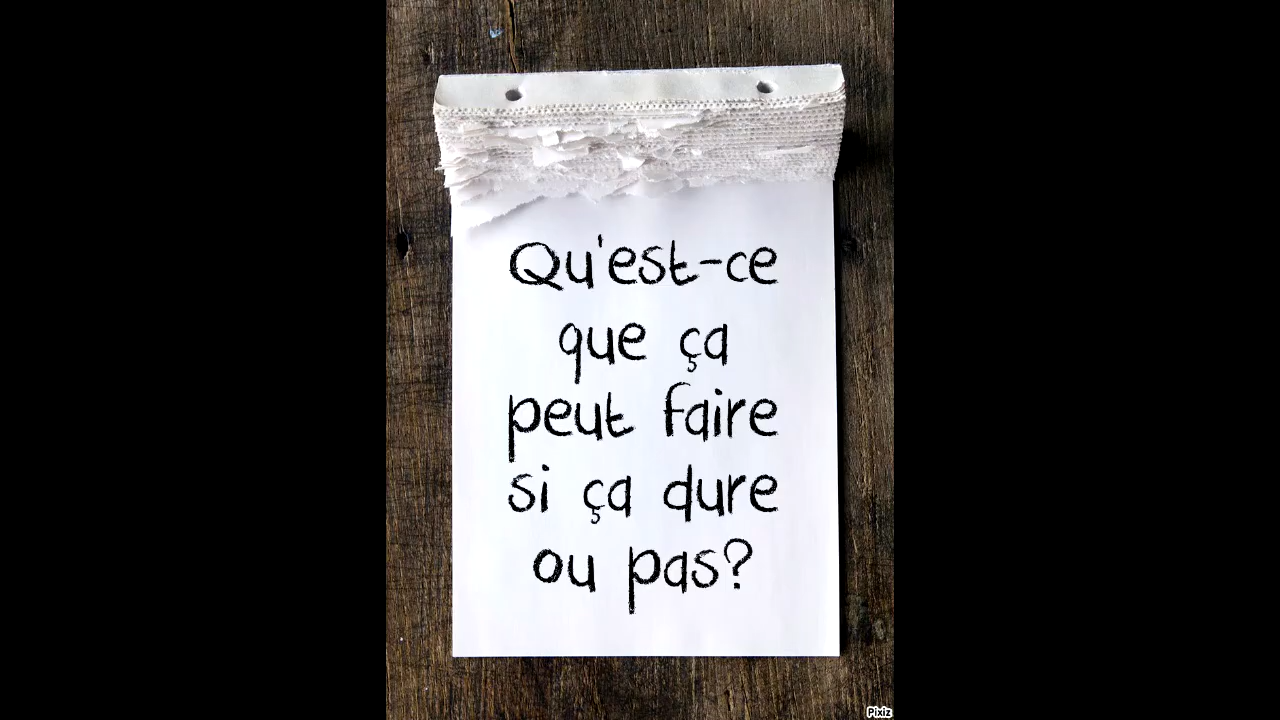 Qu'est-ce
que ça
peut faire
si ça dure
ou pas?
Pixiz